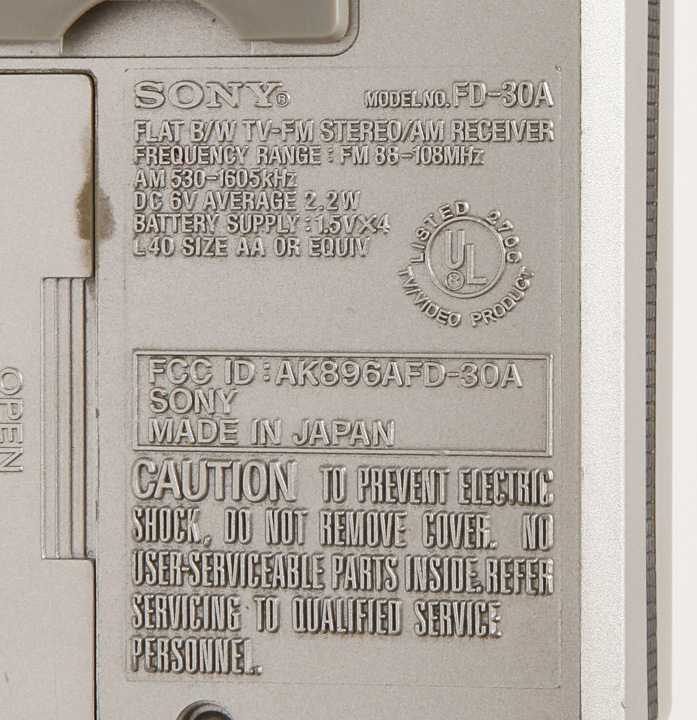 SONY® MODEL NO. FD-30A
FLAT B/W TV-FM STEREO/AM RECEIVER
FREQUENCY RANGE : FM 88-108MHz
AM 530-1605kHz
DC 6V AVERAGE 2.2W
BATTERY SUPPLY : 1.5V×4
L40 SIZE AA OR EQUIV
LISTED 270C
UL®
TV/VIDEO PRODUCT
FCC ID : AK896AFD-30A
SONY
MADE IN JAPAN
CAUTION TO PREVENT ELECTRIC
SHOCK, DO NOT REMOVE COVER. NO
USER-SERVICEABLE PARTS INSIDE. REFER
SERVICING TO QUALIFIED SERVICE
PERSONNEL.
OPEN